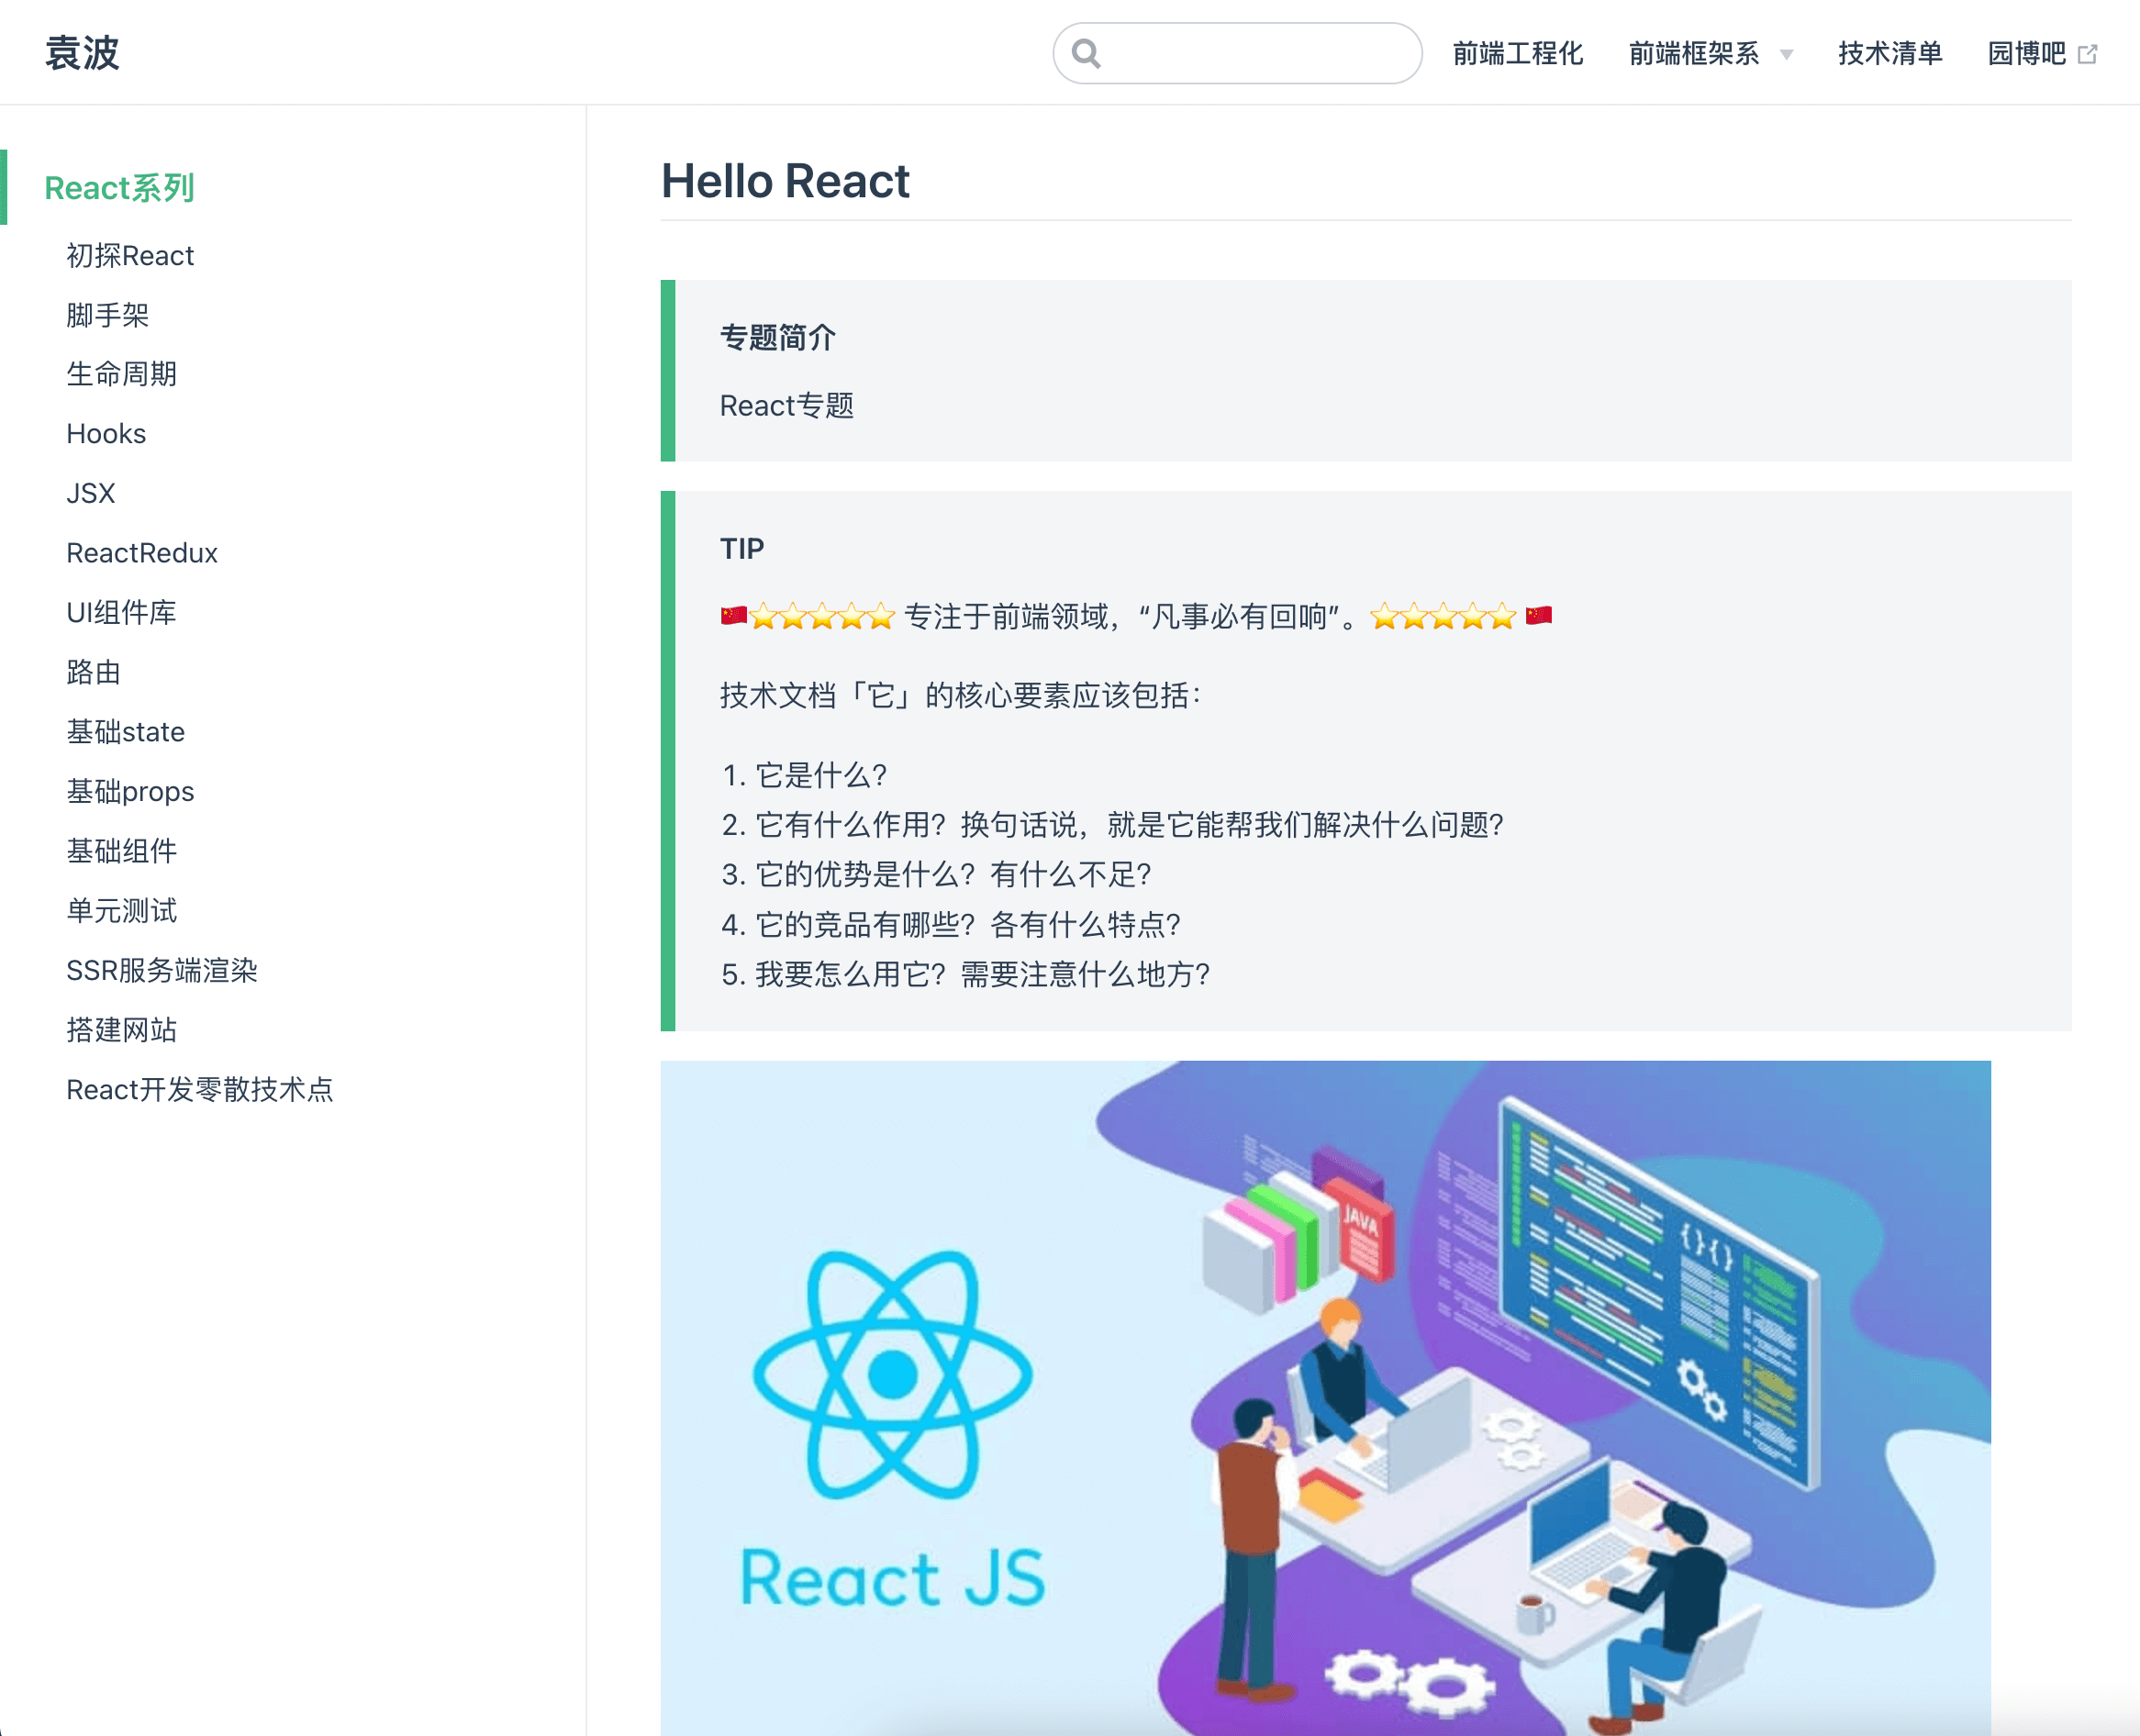 袁波
前端工程化 前端框架系 技术清单 园博吧
React系列
初探React
脚手架
生命周期
Hooks
JSX
ReactRedux
UI组件库
路由
基础state
基础props
基础组件
单元测试
SSR服务端渲染
搭建网站
React开发零散技术点
Hello React
专题简介
React专题
TIP
🇨🇳⭐⭐⭐⭐⭐ 专注于前端领域，“凡事必有回响”。⭐⭐⭐⭐⭐ 🇨🇳
技术文档「它」的核心要素应该包括：
1. 它是什么？
2. 它有什么作用？换句话说，就是它能帮我们解决什么问题？
3. 它的优势是什么？有什么不足？
4. 它的竞品有哪些？各有什么特点？
5. 我要怎么用它？需要注意什么地方？
JAVA
{}{}
React JS